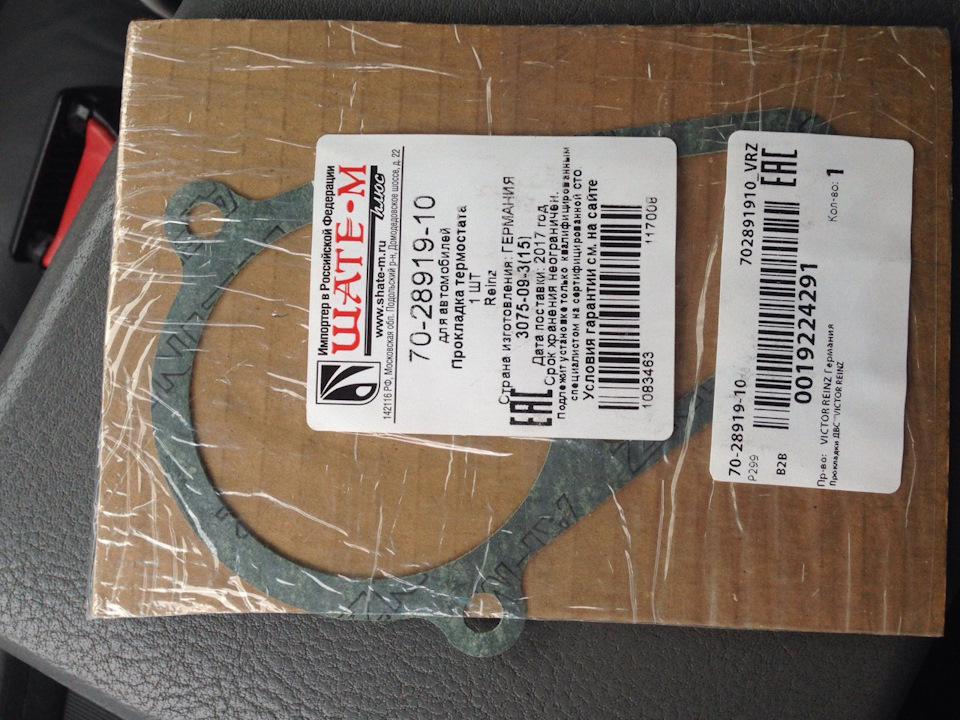 Импортер в Российской Федерации
ШАТЕ-М
плюс
www.shate-m.ru
142116 РФ, Московская обл. Подольский р-н, Домодедовское шоссе, д. 22
70-28919-10
для автомобилей
Прокладка термостата
1 ШТ
Reinz
Страна изготовления: ГЕРМАНИЯ
3075-09-3(15)
Дата поставки: 2017 год
Срок хранения неограничен.
Подлежит установке только квалифицированным
специалистом на сертифицированной сто
Условия гарантии см. на сайте
EAC
1083463 117008
70-28919-10 702891910_VRZ
P299
B2B
EAC
0019224291
Кол-во: 1
Пр-во: VICTOR REINZ Германия
Прокладки ДВС "VICTOR REINZ